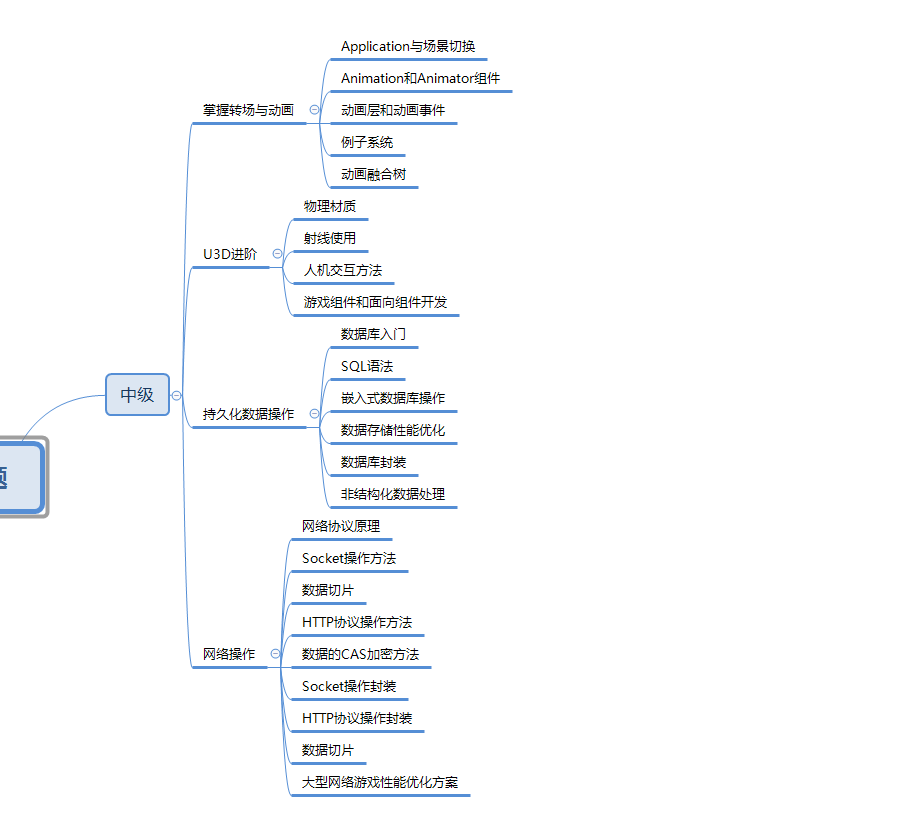 Application与场景切换
Animation和Animator组件
掌握转场与动画
动画层和动画事件
例子系统
动画融合树
物理材质
射线使用
U3D进阶
人机交互方法
游戏组件和面向组件开发
数据库入门
SQL语法
中级
嵌入式数据库操作
持久化数据操作
数据存储性能优化
数据库封装
题
非结构化数据处理
网络协议原理
Socket操作方法
数据切片
HTTP协议操作方法
网络操作
数据的CAS加密方法
Socket操作封装
HTTP协议操作封装
数据切片
大型网络游戏性能优化方案